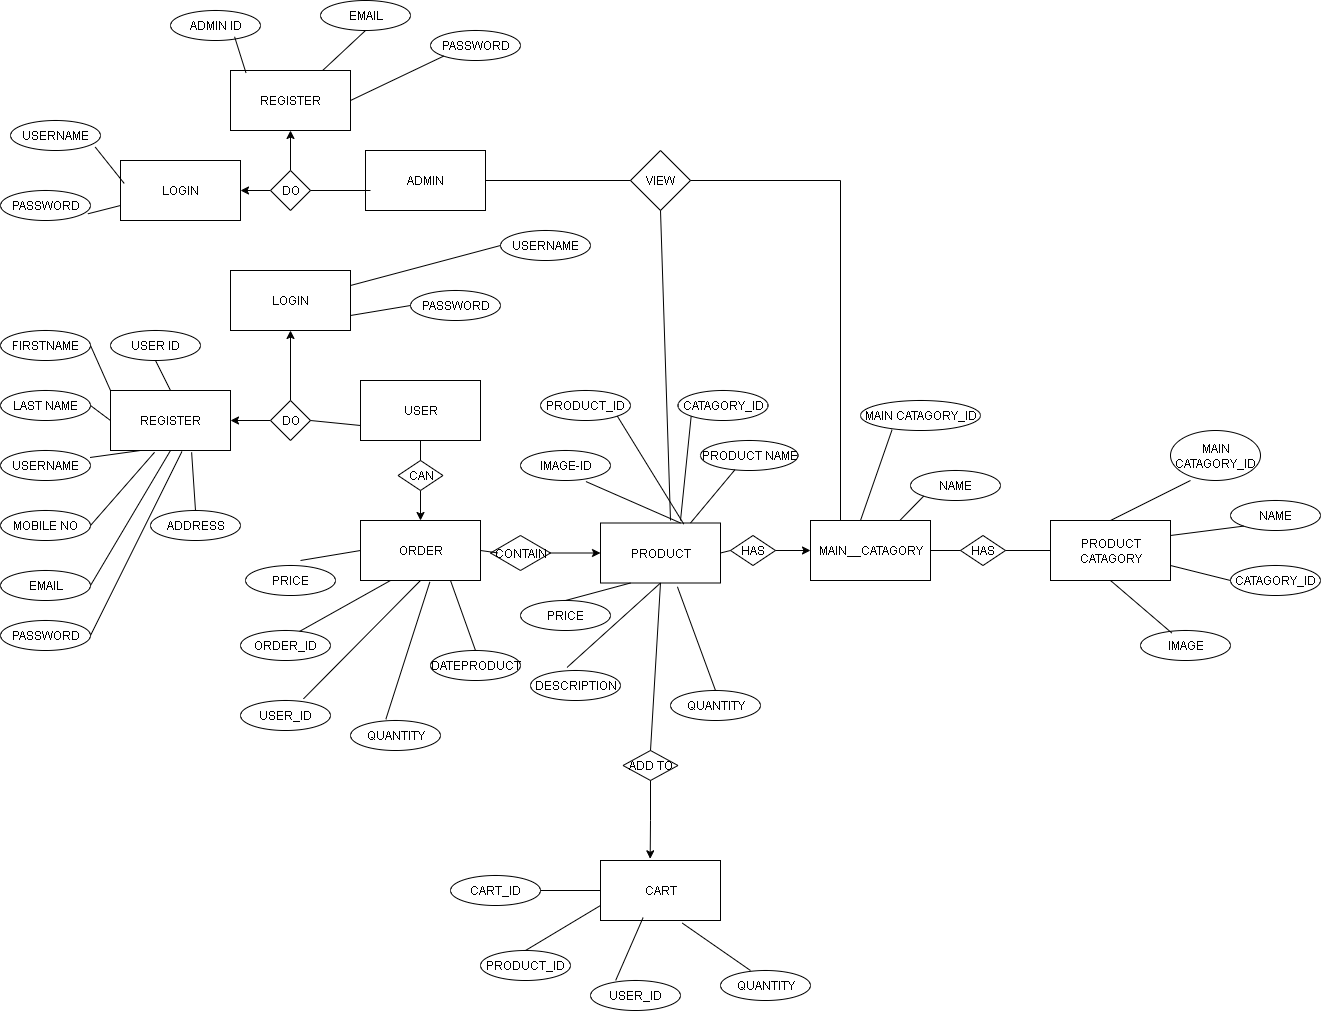 EMAIL
ADMIN ID
PASSWORD
REGISTER
USERNAME
LOGIN
DO
ADMIN
VIEW
PASSWORD
USERNAME
LOGIN
PASSWORD
FIRSTNAME
USER ID
LAST NAME
REGISTER
DO
USER
PRODUCT_ID
CATAGORY_ID
MAIN CATAGORY_ID
USERNAME
CAN
IMAGE-ID
PRODUCT NAME
NAME
MAIN
CATAGORY_ID
MOBILE NO
ADDRESS
NAME
ORDER
CONTAIN
PRODUCT
HAS
MAIN__CATAGORY
HAS
PRODUCT
CATAGORY
EMAIL
PRICE
CATAGORY_ID
PRICE
PASSWORD
ORDER_ID
DATEPRODUCT
IMAGE
DESCRIPTION
USER_ID
QUANTITY
QUANTITY
ADD TO
CART_ID
CART
PRODUCT_ID
USER_ID
QUANTITY